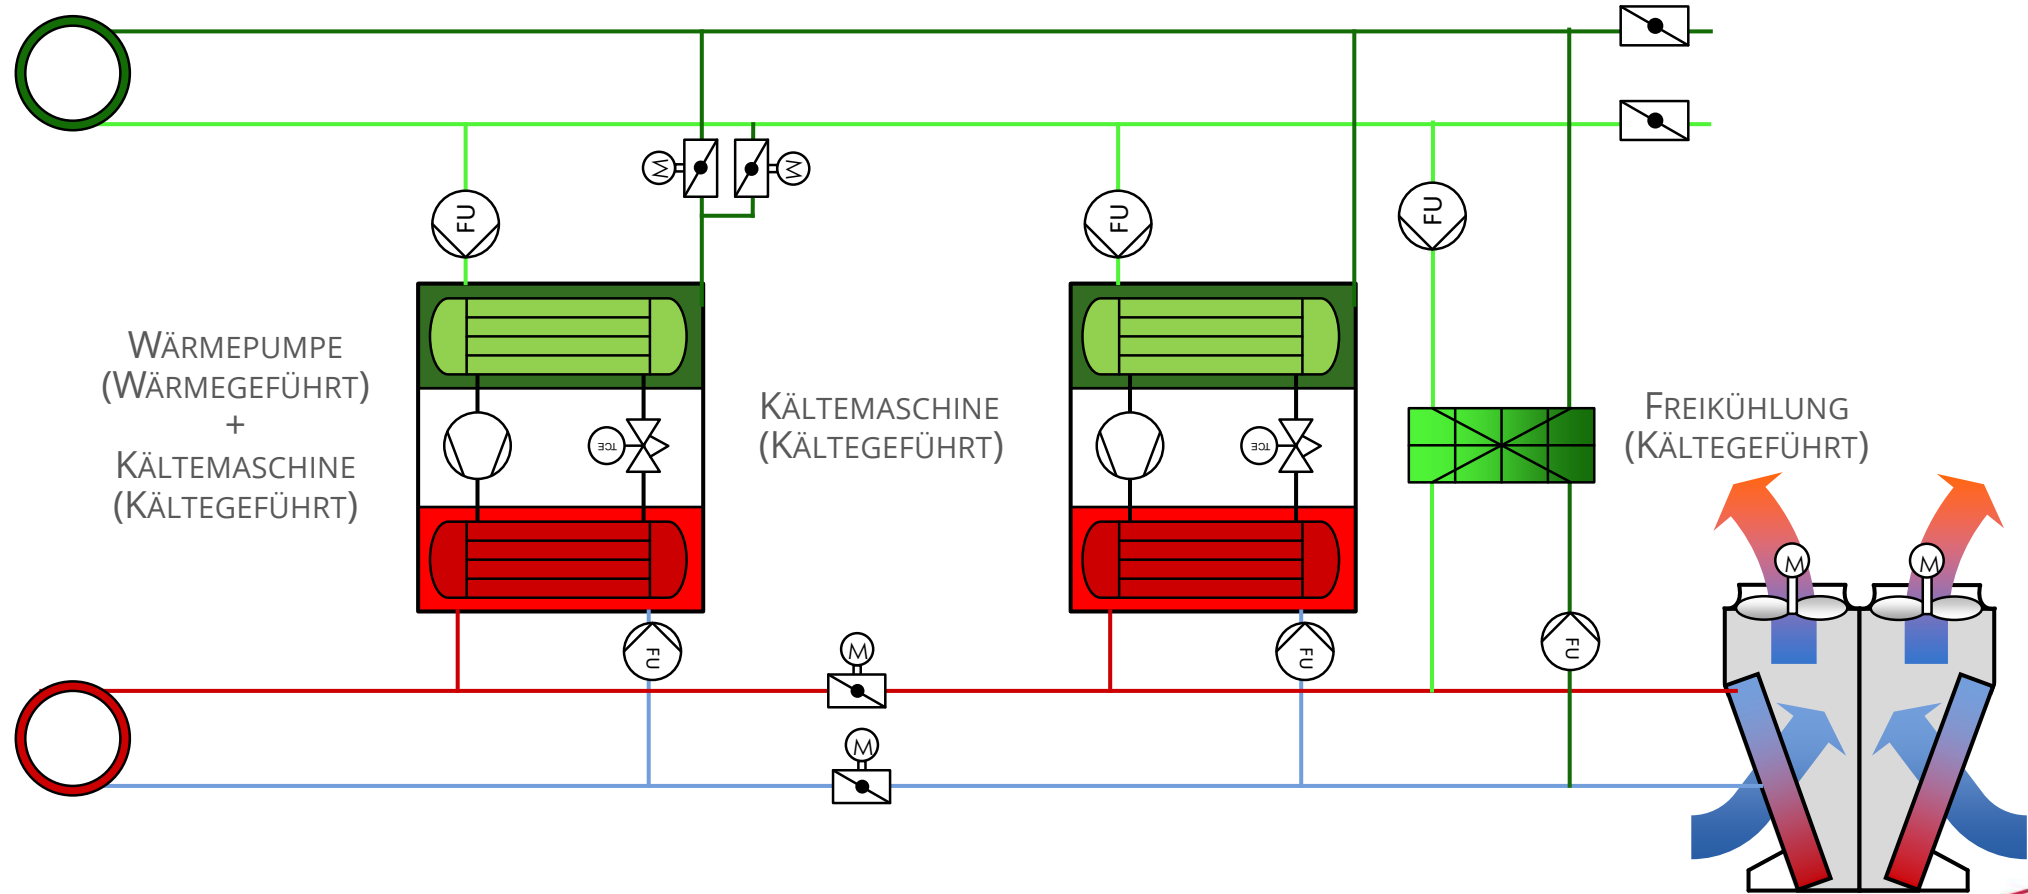 M
M
FU
FU
FU
WÄRMEPUMPE
(WÄRMEGEFÜHRT)
+
KÄLTEMASCHINE
(KÄLTEGEFÜHRT)
KÄLTEMASCHINE
(KÄLTEGEFÜHRT)
FREIKÜHLUNG
(KÄLTEGEFÜHRT)
TCE
TCE
M
M
FU
FU
FU
M
M